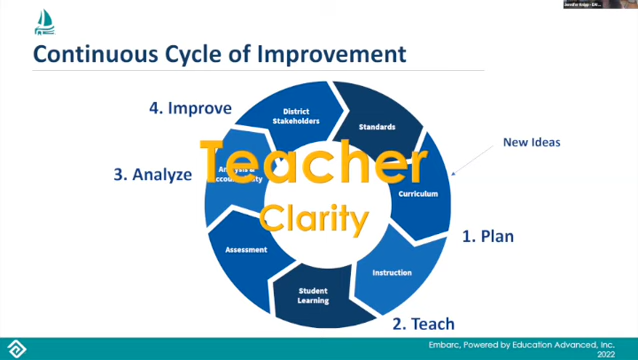 Continuous Cycle of Improvement
4. Improve
District
Stakeholders
Standards
New Ideas
3. Analyze
Teacher
Clarity
Curriculum
1. Plan
Assessment
Instruction
Student
Learning
2. Teach
Embarc, Powered by Education Advanced, Inc.
2022